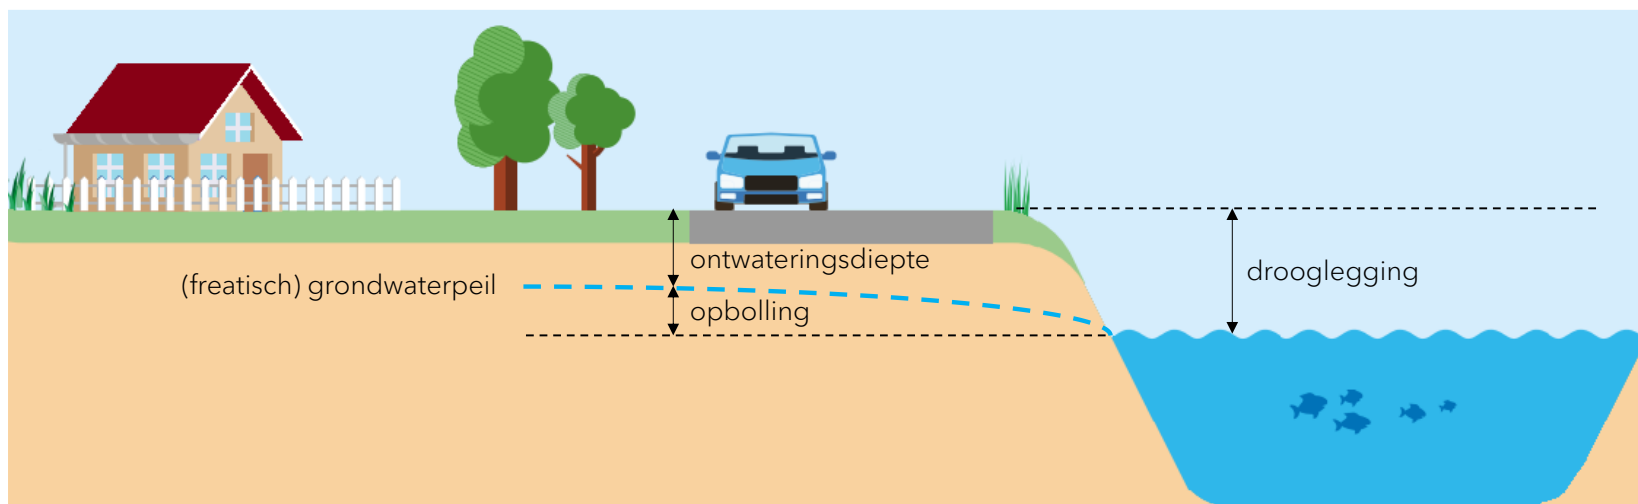 ontwateringsdiepte
drooglegging
(freatisch) grondwaterpeil
opbolling